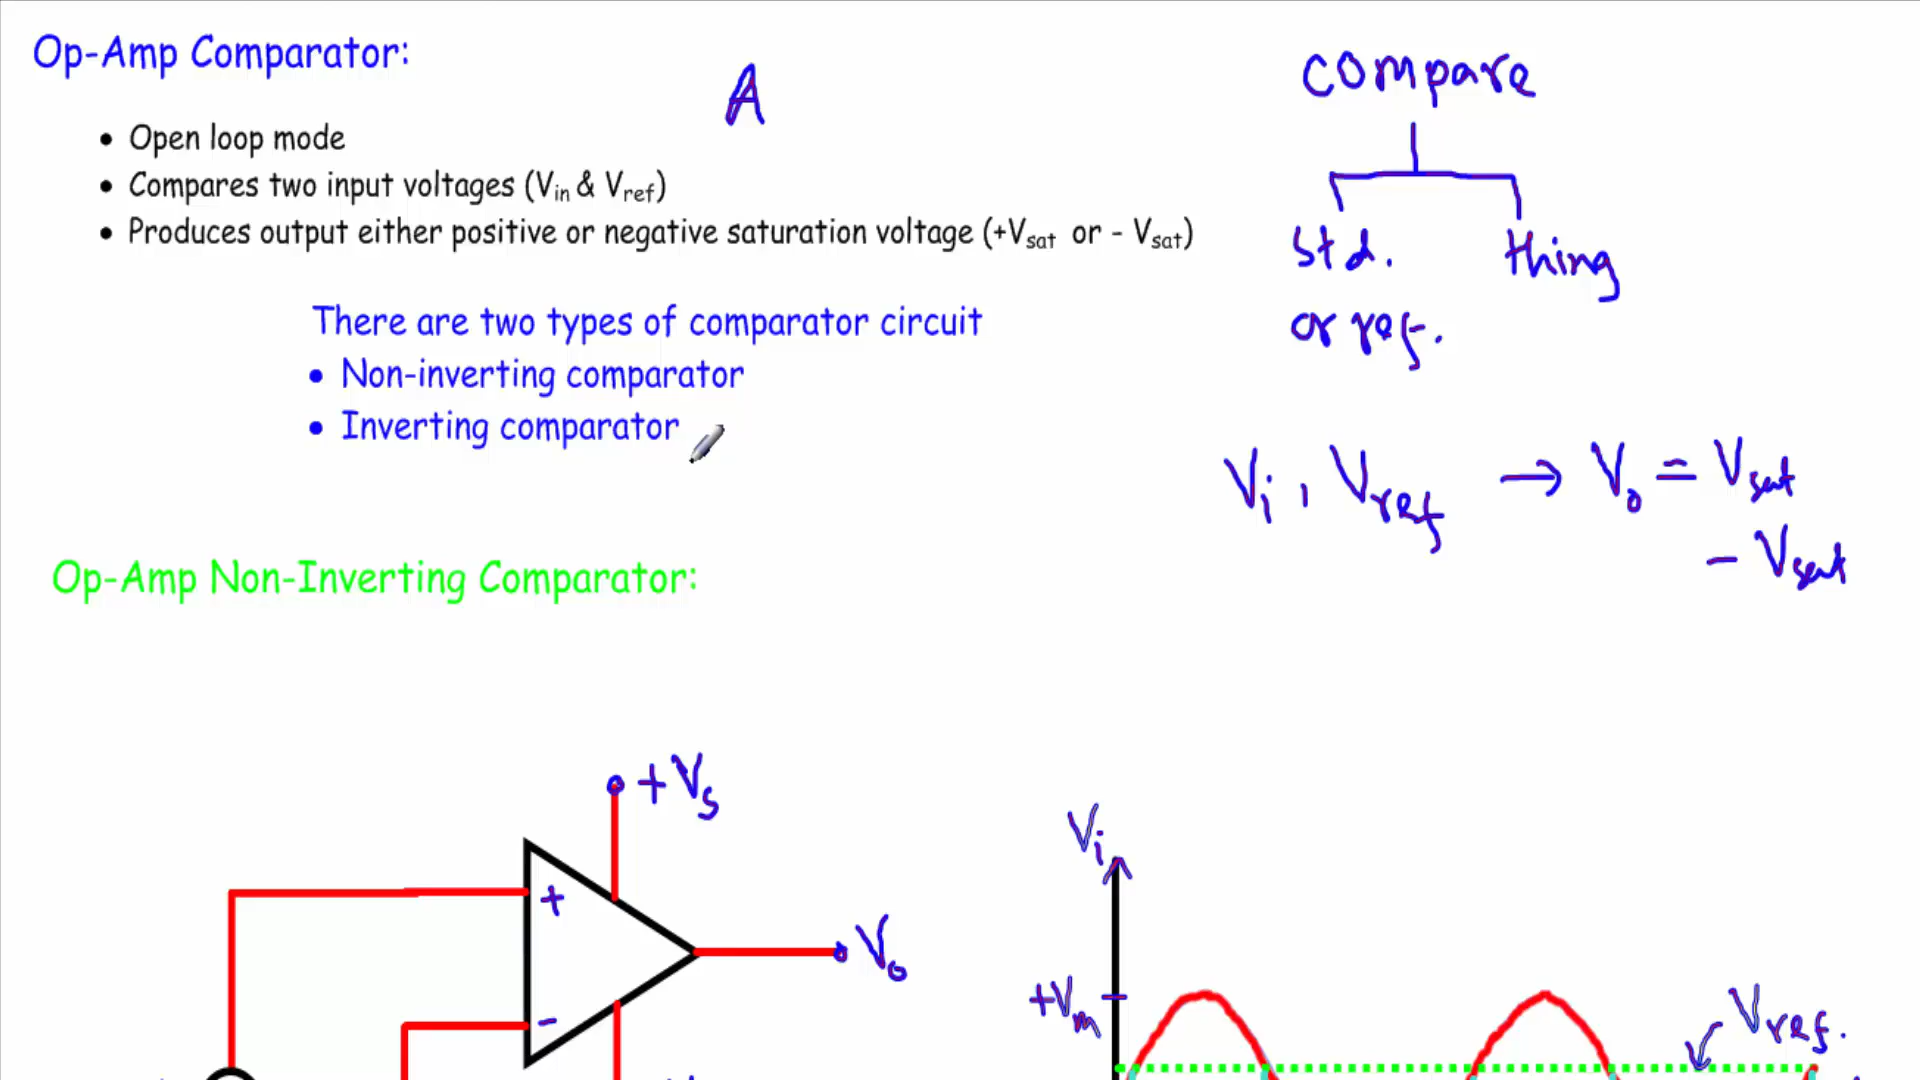 Op-Amp Comparator:
A
• Open loop mode
• Compares two input voltages (Vin & Vref)
• Produces output either positive or negative saturation voltage (+Vsat or - Vsat)
There are two types of comparator circuit
• Non-inverting comparator
• Inverting comparator
compare
std. thing
or ref.
Vi , Vref → Vo = Vsat
- Vsat
Op-Amp Non-Inverting Comparator:
+Vs
+
-
Vo
Vi
+Vm
Vref.